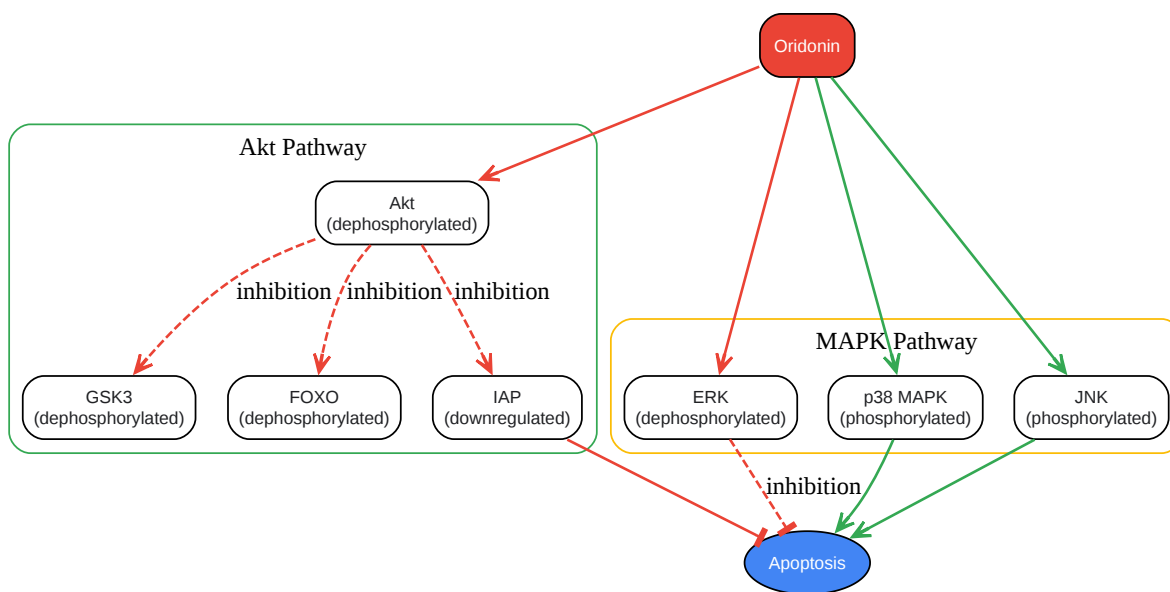 Oridonin
Akt Pathway
Akt
(dephosphorylated)
inhibition
inhibition
inhibition
MAPK Pathway
GSK3
(dephosphorylated)
FOXO
(dephosphorylated)
IAP
(downregulated)
ERK
(dephosphorylated)
p38 MAPK
(phosphorylated)
JNK
(phosphorylated)
inhibition
Apoptosis